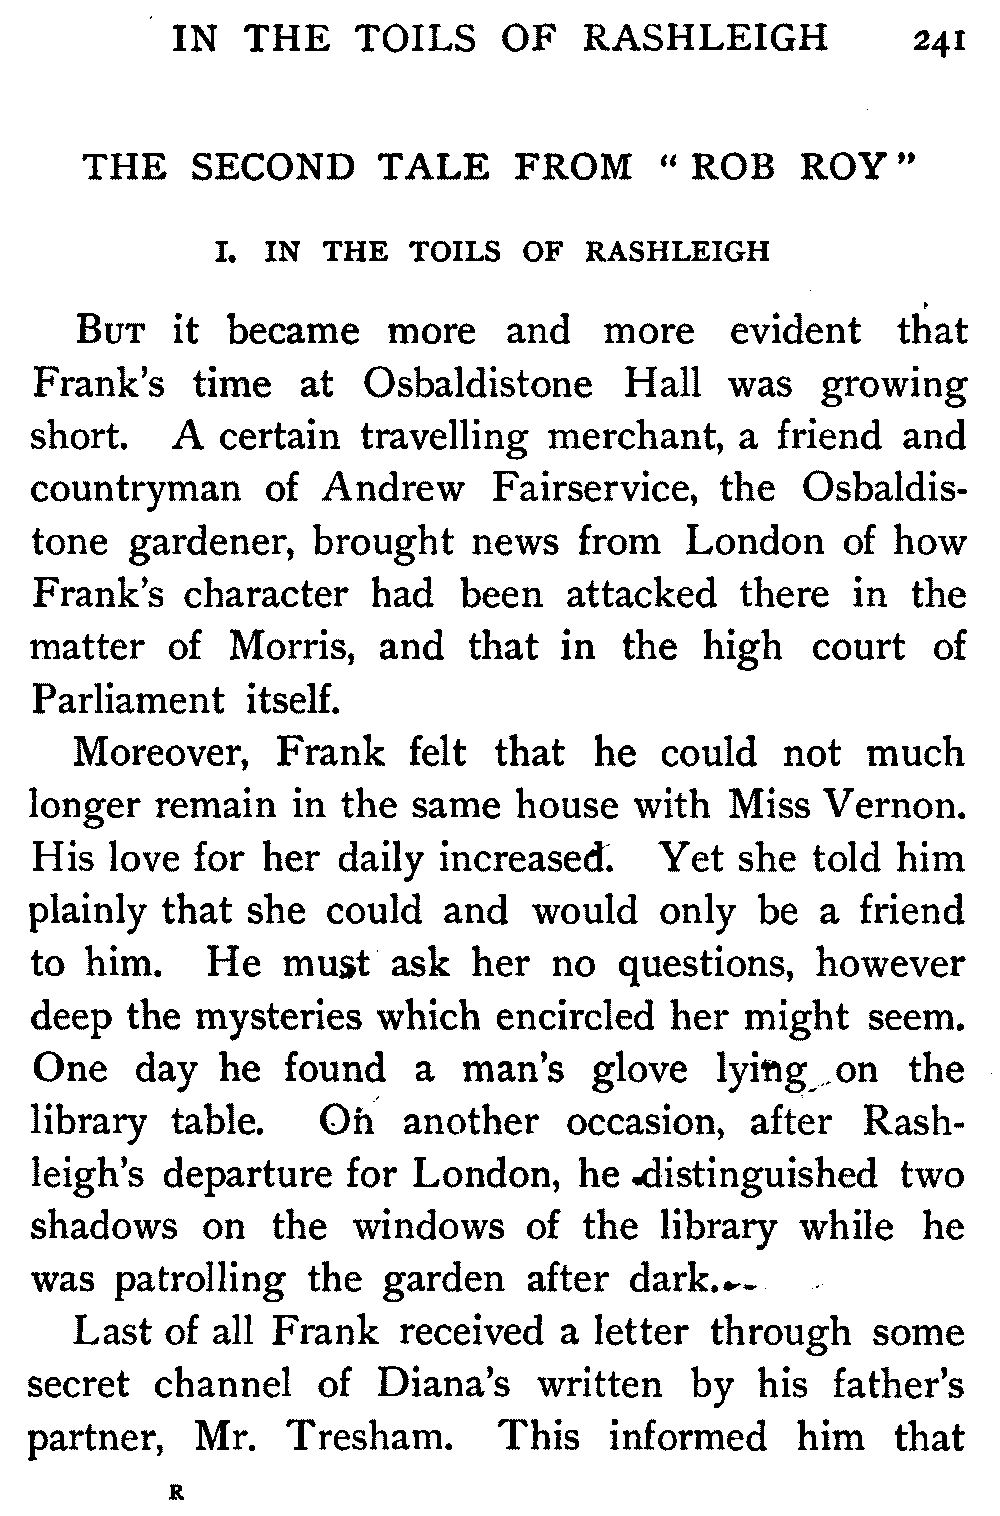 IN THE TOILS OF RASHLEIGH 241
THE SECOND TALE FROM "ROB ROY"
I. IN THE TOILS OF RASHLEIGH
BUT it became more and more evident that
Frank's time at Osbaldistone Hall was growing
short. A certain travelling merchant, a friend and
countryman of Andrew Fairservice, the Osbaldis-
tone gardener, brought news from London of how
Frank's character had been attacked there in the
matter of Morris, and that in the high court of
Parliament itself.
Moreover, Frank felt that he could not much
longer remain in the same house with Miss Vernon.
His love for her daily increased. Yet she told him
plainly that she could and would only be a friend
to him. He must ask her no questions, however
deep the mysteries which encircled her might seem.
One day he found a man's glove lying on the
library table. On another occasion, after Rash-
leigh's departure for London, he distinguished two
shadows on the windows of the library while he
was patrolling the garden after dark.
Last of all Frank received a letter through some
secret channel of Diana's written by his father's
partner, Mr. Tresham. This informed him that
R